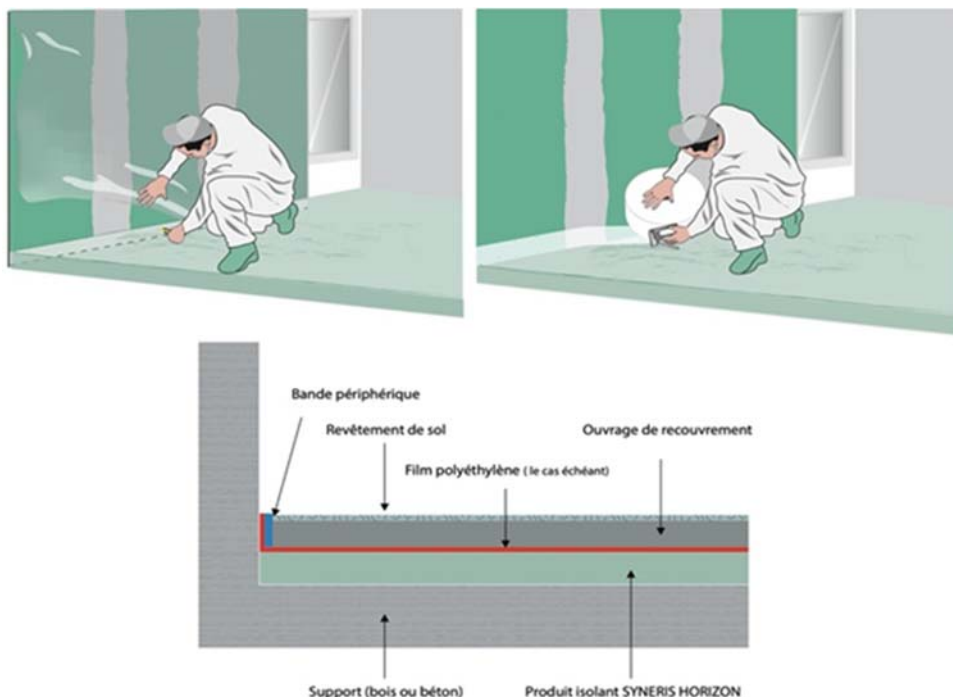 Bande périphérique
Revêtement de sol
Ouvrage de recouvrement
Film polyéthylène ( le cas échéant)
Support (bois ou béton)
Produit isolant SYNERIS HORIZON